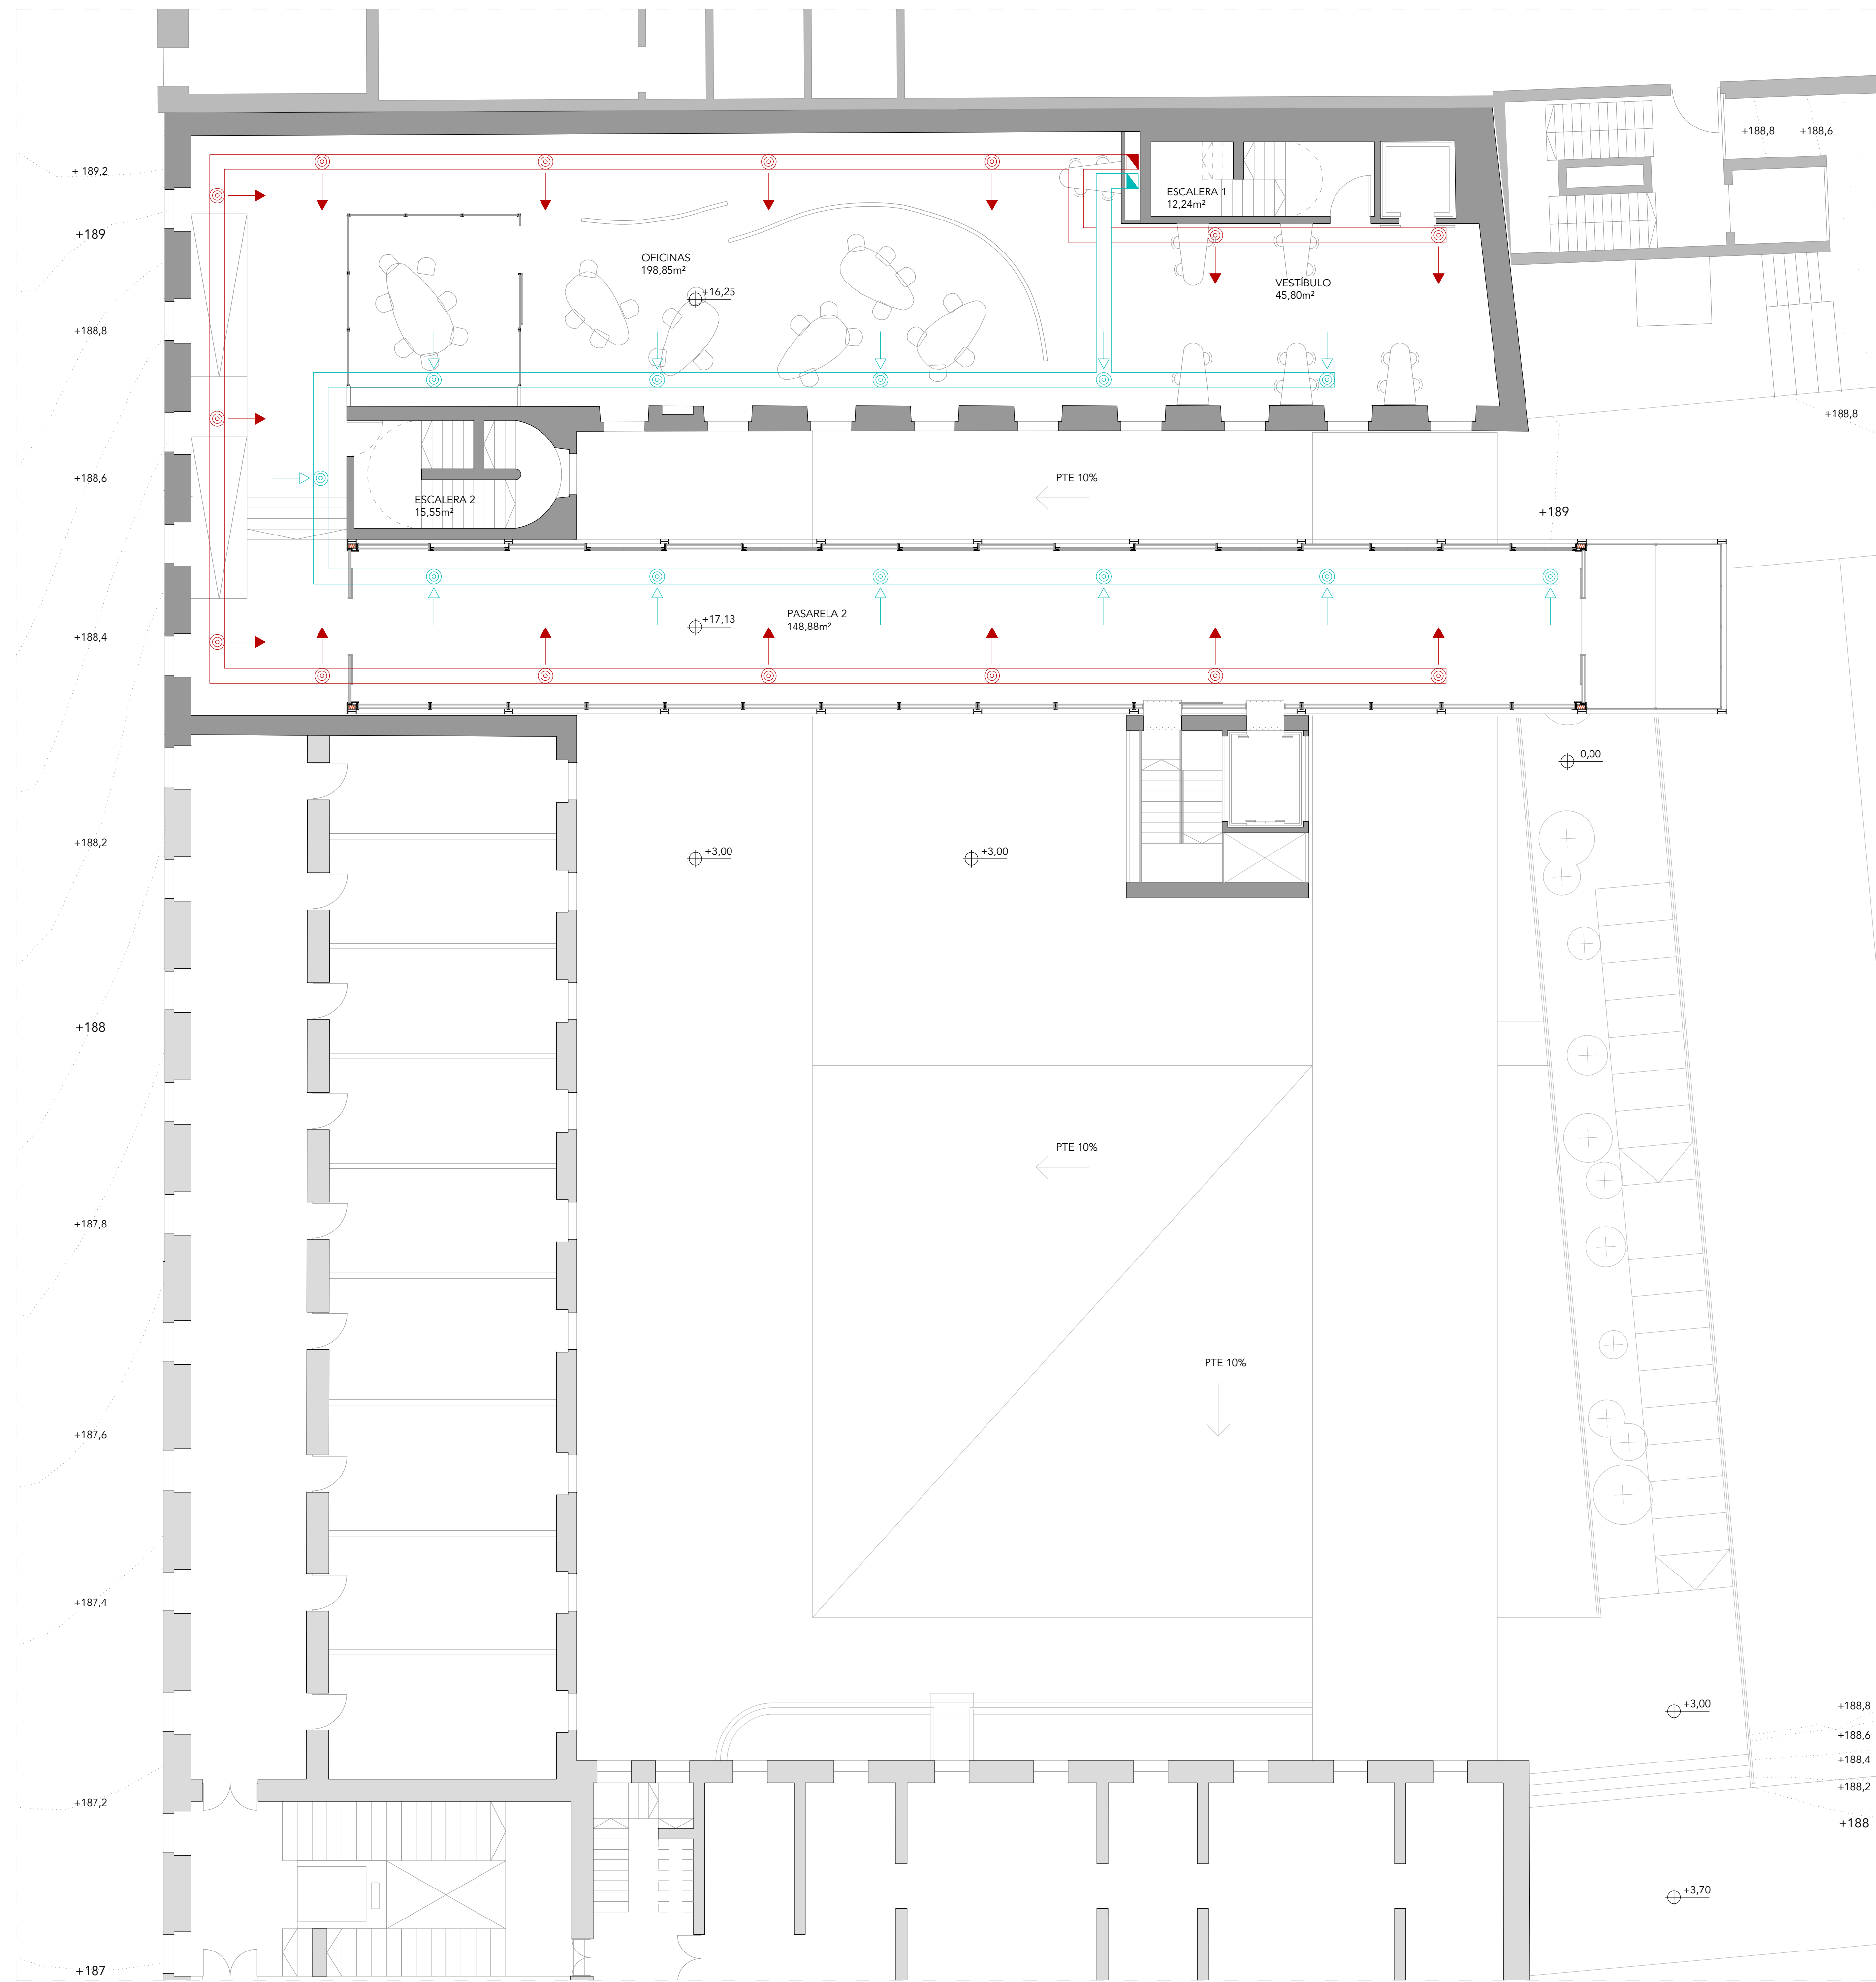 +188,8
+188,6
+ 189,2
ESCALERA 1
12,24m²
+189
OFICINAS
198,85m²
VESTÍBULO
45,80m²
+16,25
+188,8
+188,8
+188,6
PTE 10%
ESCALERA 2
15,55m²
+189
PASARELA 2
148,88m²
+17,13
+188,4
0,00
+188,2
+3,00
+3,00
+188
PTE 10%
+187,8
PTE 10%
+187,6
+187,4
+3,00
+188,8
+188,6
+188,4
+188,2
+187,2
+188
+3,70
+187